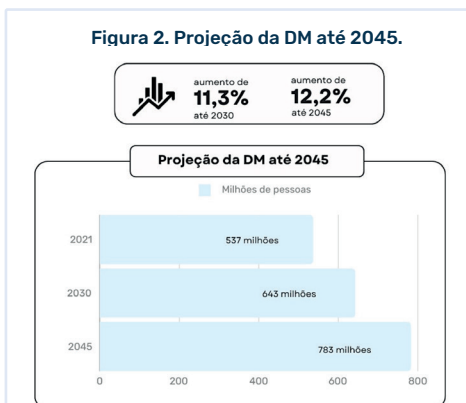 Figura 2. Projeção da DM até 2045.
aumento de
11,3%
até 2030
aumento de
12,2%
até 2045
Projeção da DM até 2045
Milhões de pessoas
2021
537 milhões
2030
643 milhões
2045
783 milhões
0 200 400 600 800